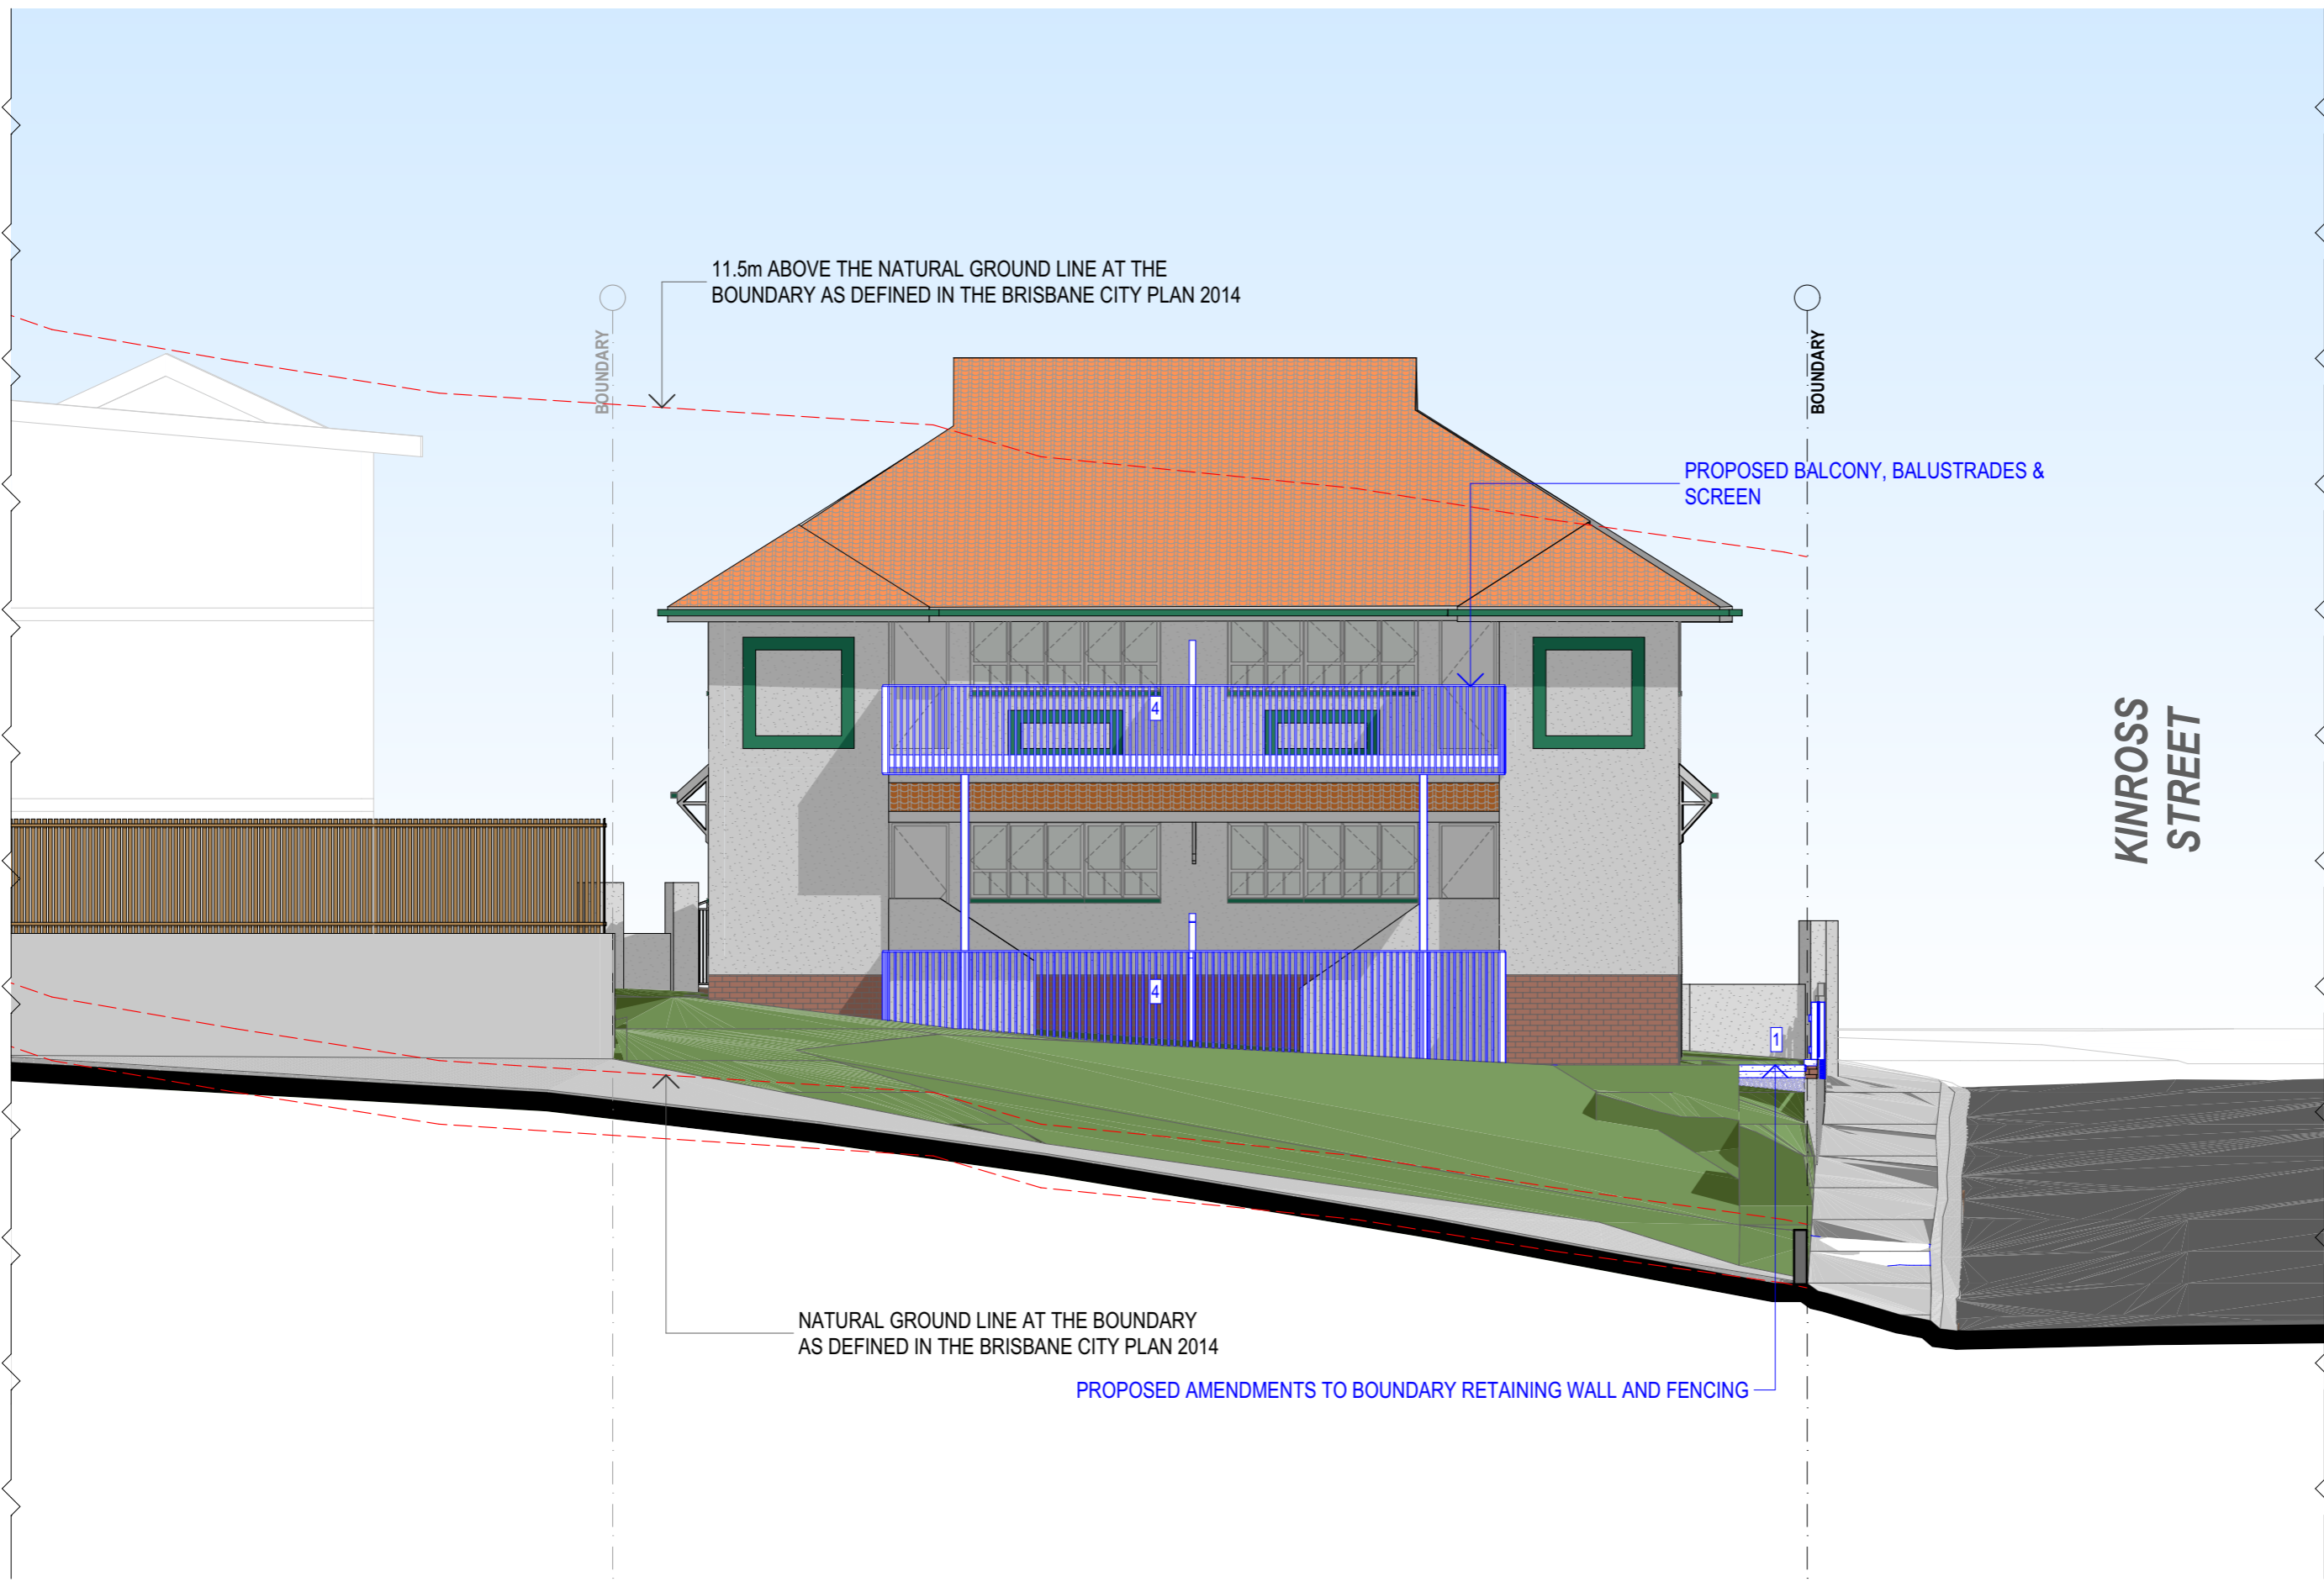 11.5m ABOVE THE NATURAL GROUND LINE AT THE
BOUNDARY AS DEFINED IN THE BRISBANE CITY PLAN 2014
BOUNDARY
BOUNDARY
PROPOSED BALCONY, BALUSTRADES &
SCREEN
4
KINROSS
STREET
4
1
NATURAL GROUND LINE AT THE BOUNDARY
AS DEFINED IN THE BRISBANE CITY PLAN 2014
PROPOSED AMENDMENTS TO BOUNDARY RETAINING WALL AND FENCING